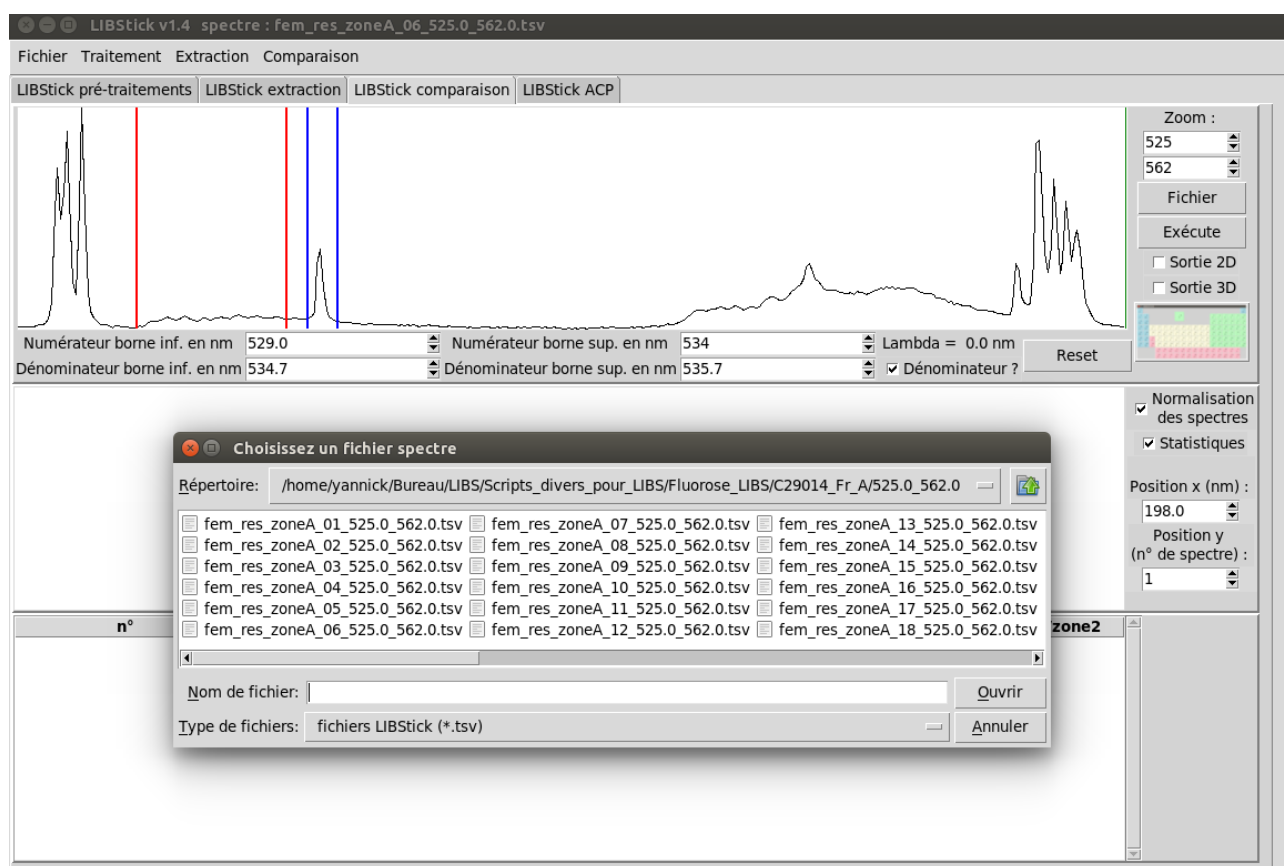 LIBStick v1.4 spectre : fem_res_zoneA_06_525.0_562.0.tsv
Fichier Traitement Extraction Comparaison
LIBStick pré-traitements LIBStick extraction LIBStick comparaison LIBStick ACP
Zoom :
525
562
Fichier
Exécute
Sortie 2D
Sortie 3D
Numérateur borne inf. en nm 529.0 Numérateur borne sup. en nm 534 Lambda = 0.0 nm Reset
Dénominateur borne inf. en nm 534.7 Dénominateur borne sup. en nm 535.7 Dénominateur ?
Normalisation
des spectres
Statistiques
Position x (nm) :
198.0
Position y
(n° de spectre) :
1
n° zone2
Choisissez un fichier spectre
Répertoire: /home/yannick/Bureau/LIBS/Scripts_divers_pour_LIBS/Fluorose_LIBS/C29014_Fr_A/525.0_562.0
fem_res_zoneA_01_525.0_562.0.tsv fem_res_zoneA_07_525.0_562.0.tsv fem_res_zoneA_13_525.0_562.0.tsv
fem_res_zoneA_02_525.0_562.0.tsv fem_res_zoneA_08_525.0_562.0.tsv fem_res_zoneA_14_525.0_562.0.tsv
fem_res_zoneA_03_525.0_562.0.tsv fem_res_zoneA_09_525.0_562.0.tsv fem_res_zoneA_15_525.0_562.0.tsv
fem_res_zoneA_04_525.0_562.0.tsv fem_res_zoneA_10_525.0_562.0.tsv fem_res_zoneA_16_525.0_562.0.tsv
fem_res_zoneA_05_525.0_562.0.tsv fem_res_zoneA_11_525.0_562.0.tsv fem_res_zoneA_17_525.0_562.0.tsv
fem_res_zoneA_06_525.0_562.0.tsv fem_res_zoneA_12_525.0_562.0.tsv fem_res_zoneA_18_525.0_562.0.tsv
Nom de fichier: Ouvrir
Type de fichiers: fichiers LIBStick (*.tsv) Annuler